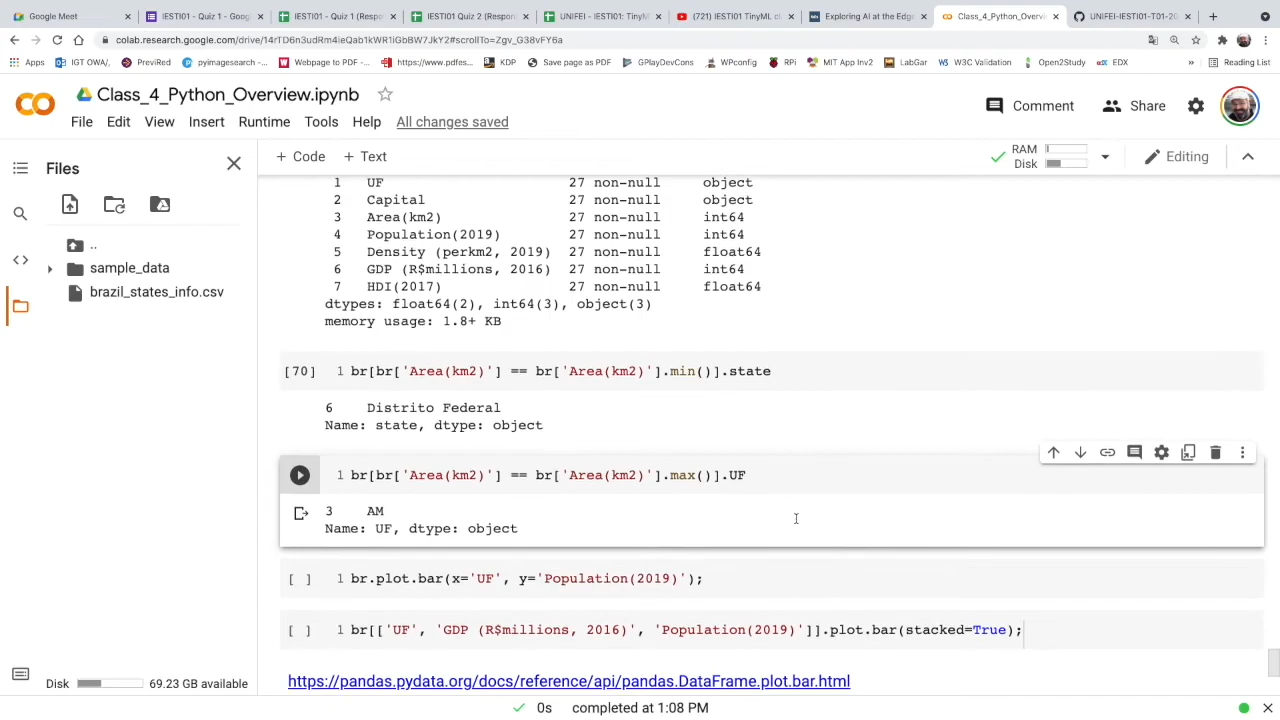 Google Meet
IESTI01 - Quiz 1 - Googl
IESTI01 - Quiz 1 (Respon
IESTI01 Quiz 2 (Respon
UNIFEI - IESTI01: TinyM
(721) IESTI01 TinyML c
Exploring AI at the Edge
Class_4_Python_Overvie
UNIFEI-IESTI01-T01-20
colab.research.google.com/drive/14rTD6n3udRm4ieQab1kWR1iGbBW7JkY2#scrollTo=Zgv_G38vFY6a
Apps
IGT OWA/,
PreviRed
pyimagesearch -...
Webpage to PDF -...
https://www.pdfes...
KDP
Save page as PDF
GPlayDevCons
WPconfig
RPi
MIT App Inv2
LabGar
W3C Validation
Open2Study
EDX
»
Reading List
Class_4_Python_Overview.ipynb
Comment
Share
File Edit View Insert Runtime Tools Help All changes saved
Files
+ Code + Text
RAM
Disk
Editing
..
sample_data
brazil_states_info.csv
1 UF 27 non-null object
2 Capital 27 non-null object
3 Area(km2) 27 non-null int64
4 Population(2019) 27 non-null int64
5 Density (perkm2, 2019) 27 non-null float64
6 GDP (R$millions, 2016) 27 non-null int64
7 HDI(2017) 27 non-null float64
dtypes: float64(2), int64(3), object(3)
memory usage: 1.8+ KB
[70] 1 br[br['Area(km2)'] == br['Area(km2)'].min()].state
6 Distrito Federal
Name: state, dtype: object
1 br[br['Area(km2)'] == br['Area(km2)'].max()].UF
3 AM
Name: UF, dtype: object
[ ] 1 br.plot.bar(x='UF', y='Population(2019)');
[ ] 1 br[['UF', 'GDP (R$millions, 2016)', 'Population(2019)']].plot.bar(stacked=True);
https://pandas.pydata.org/docs/reference/api/pandas.DataFrame.plot.bar.html
Disk 69.23 GB available
0s completed at 1:08 PM